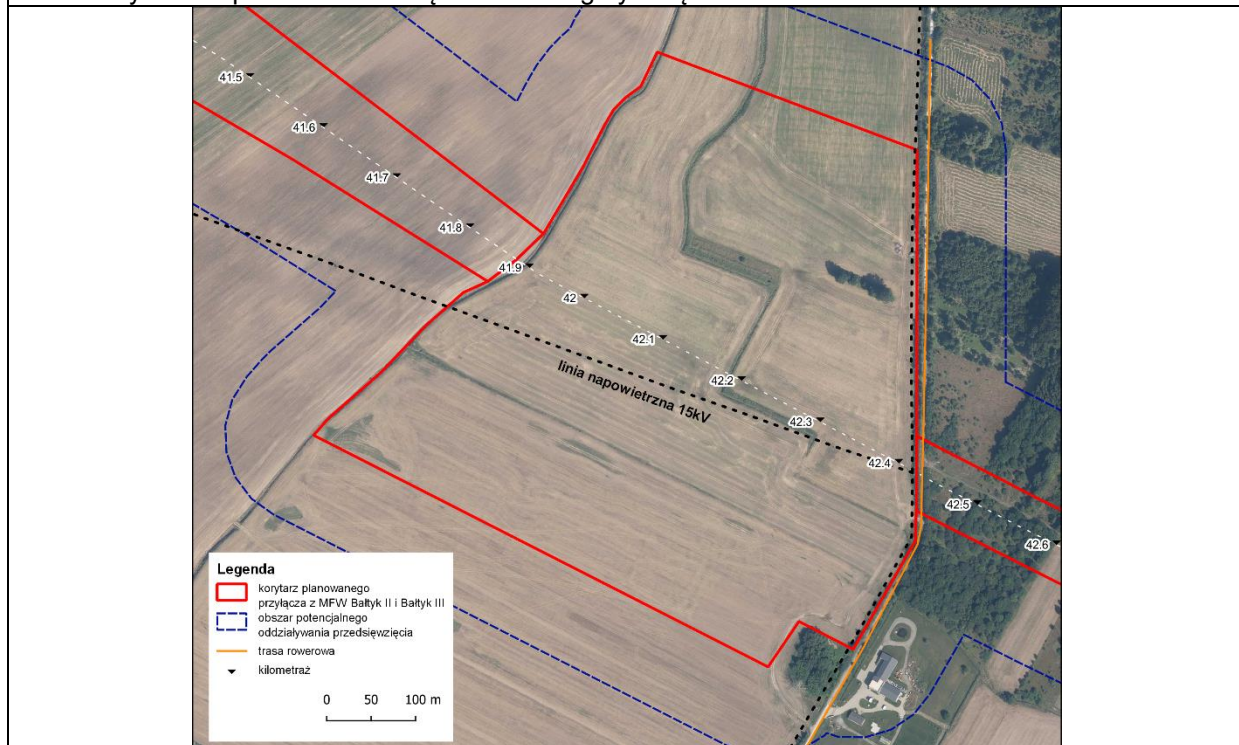 41.5
41.6
41.7
41.8
41.9
42
42.1
42.2
42.3
42.4
42.5
42.6
linia napowietrzna 15kV
Legenda
korytarz planowanego
przyłącza z MFW Bałtyk II i Bałtyk III
obszar potencjalnego
oddziaływania przedsięwzięcia
trasa rowerowa
kilometraż
0 50 100 m